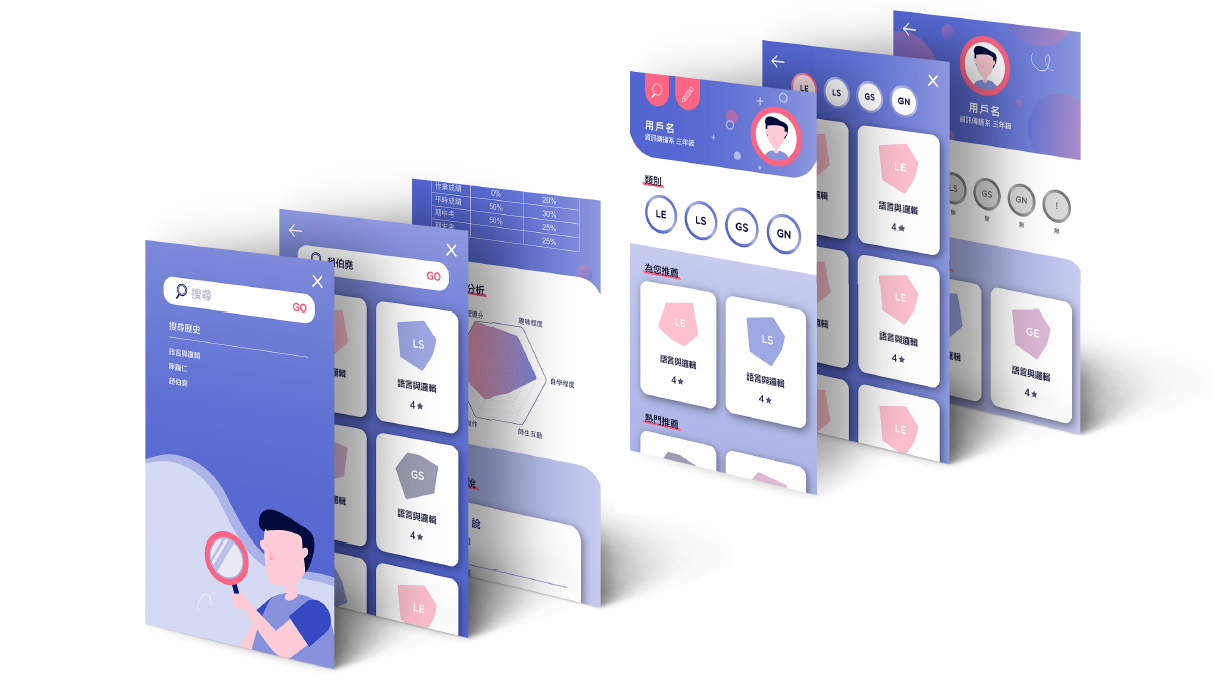 搜尋
GO
搜尋歷史
語言與邏輯
趙伯堯
趙伯堯
GO
LS
語言與邏輯
4
GS
語言與邏輯
4
LE
作業成績 0% 20%
平時成績 50% 30%
期中考 50% 25%
25%
分析
趣味程度
自學程度
師生互動
說
說
用戶名
資訊傳播系 三年級
類別
LE
LS
GS
GN
為您推薦
LE
語言與邏輯
4
LS
語言與邏輯
4
熱門推薦
LE
LS
GS
GN
LE
語言與邏輯
4
LE
語言與邏輯
4
LE
用戶名
資訊傳播系 三年級
LS
GS
GN
!
GE
語言與邏輯
4